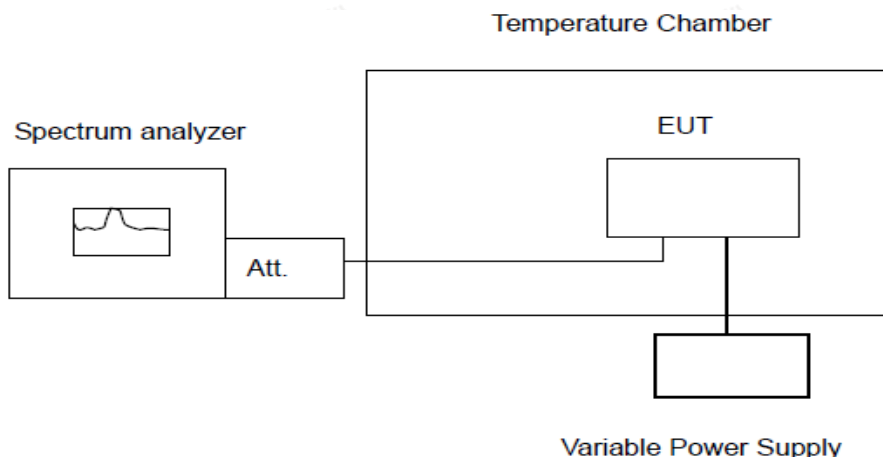 Temperature Chamber
Spectrum analyzer
EUT
Att.
Variable Power Supply